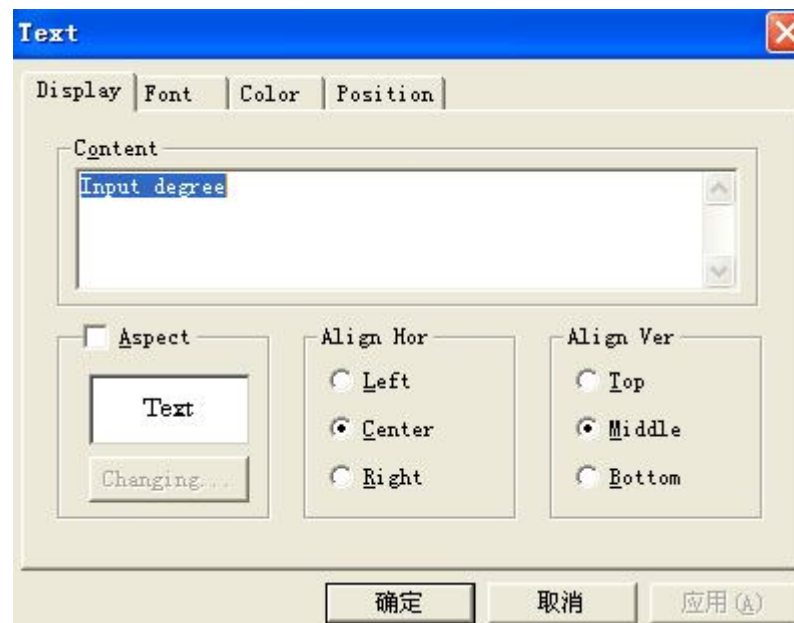 Text
Display Font Color Position
Content
Input degree
Aspect Align Hor Align Ver
Left Top
Text
Center Middle
Changing... Right Bottom
确定 取消 应用(A)